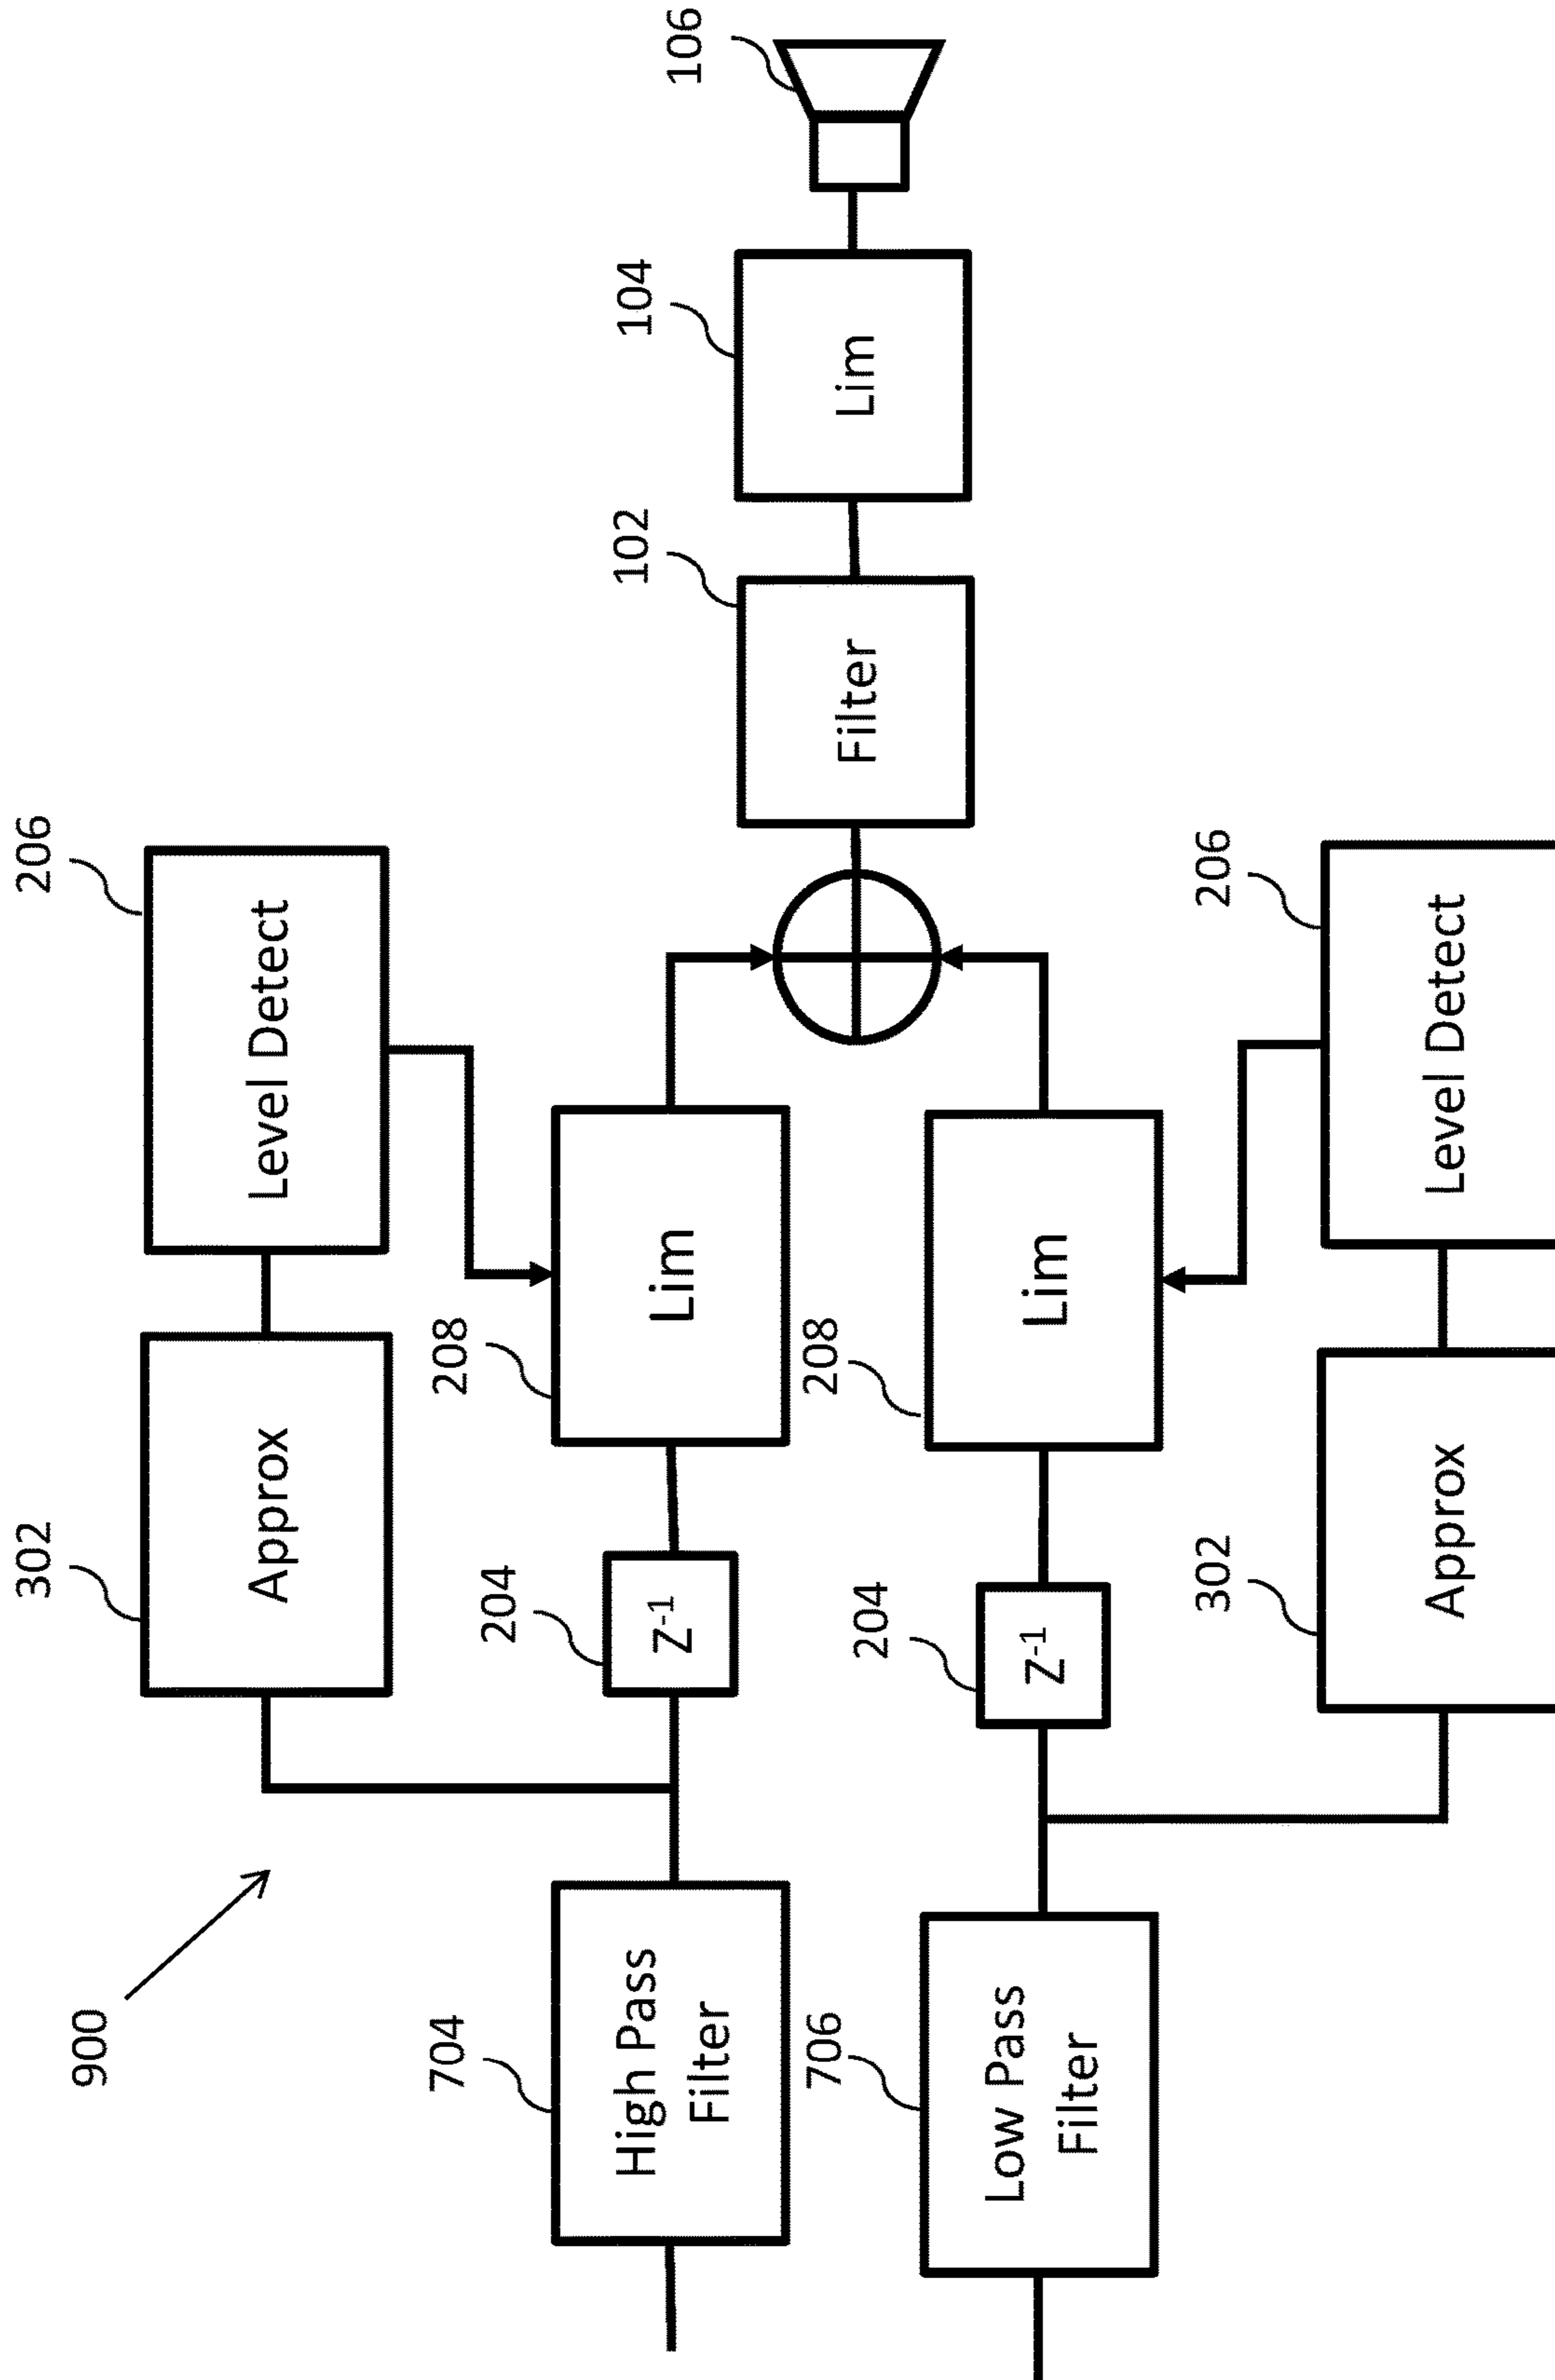 900
302
Approx
206
Level Detect
704
High Pass
Filter
204
Z-1
208
Lim
102
Filter
104
Lim
106
706
Low Pass
Filter
204
Z-1
208
Lim
302
Approx
206
Level Detect